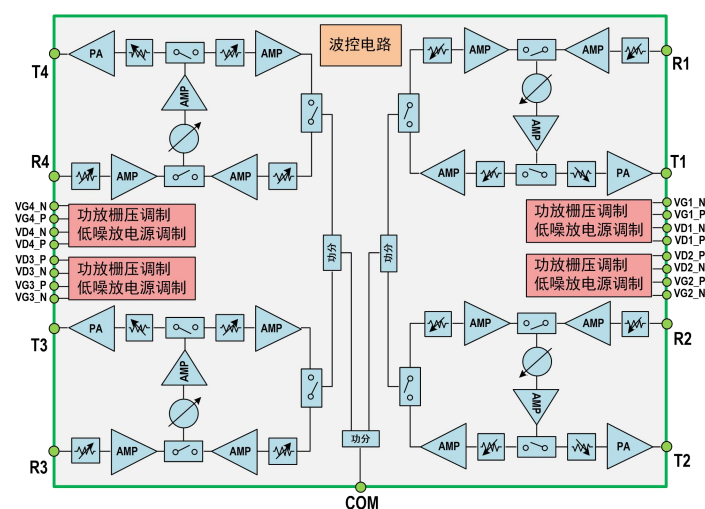 波控电路
T4
PA
AMP
AMP
AMP
R1
AMP
AMP
AMP
R4
AMP
AMP
AMP
PA
T1
VG4_N
VG4_P
VD4_N
VD4_P
功放栅压调制
低噪放电源调制
VD3_P
VD3_N
VG3_P
VG3_N
功放栅压调制
低噪放电源调制
功放栅压调制
低噪放电源调制
VG1_N
VG1_P
VD1_N
VD1_P
功放栅压调制
低噪放电源调制
VD2_P
VD2_N
VG2_P
VG2_N
功分
功分
T3
PA
AMP
AMP
AMP
R2
AMP
AMP
AMP
R3
AMP
AMP
功分
AMP
PA
T2
COM